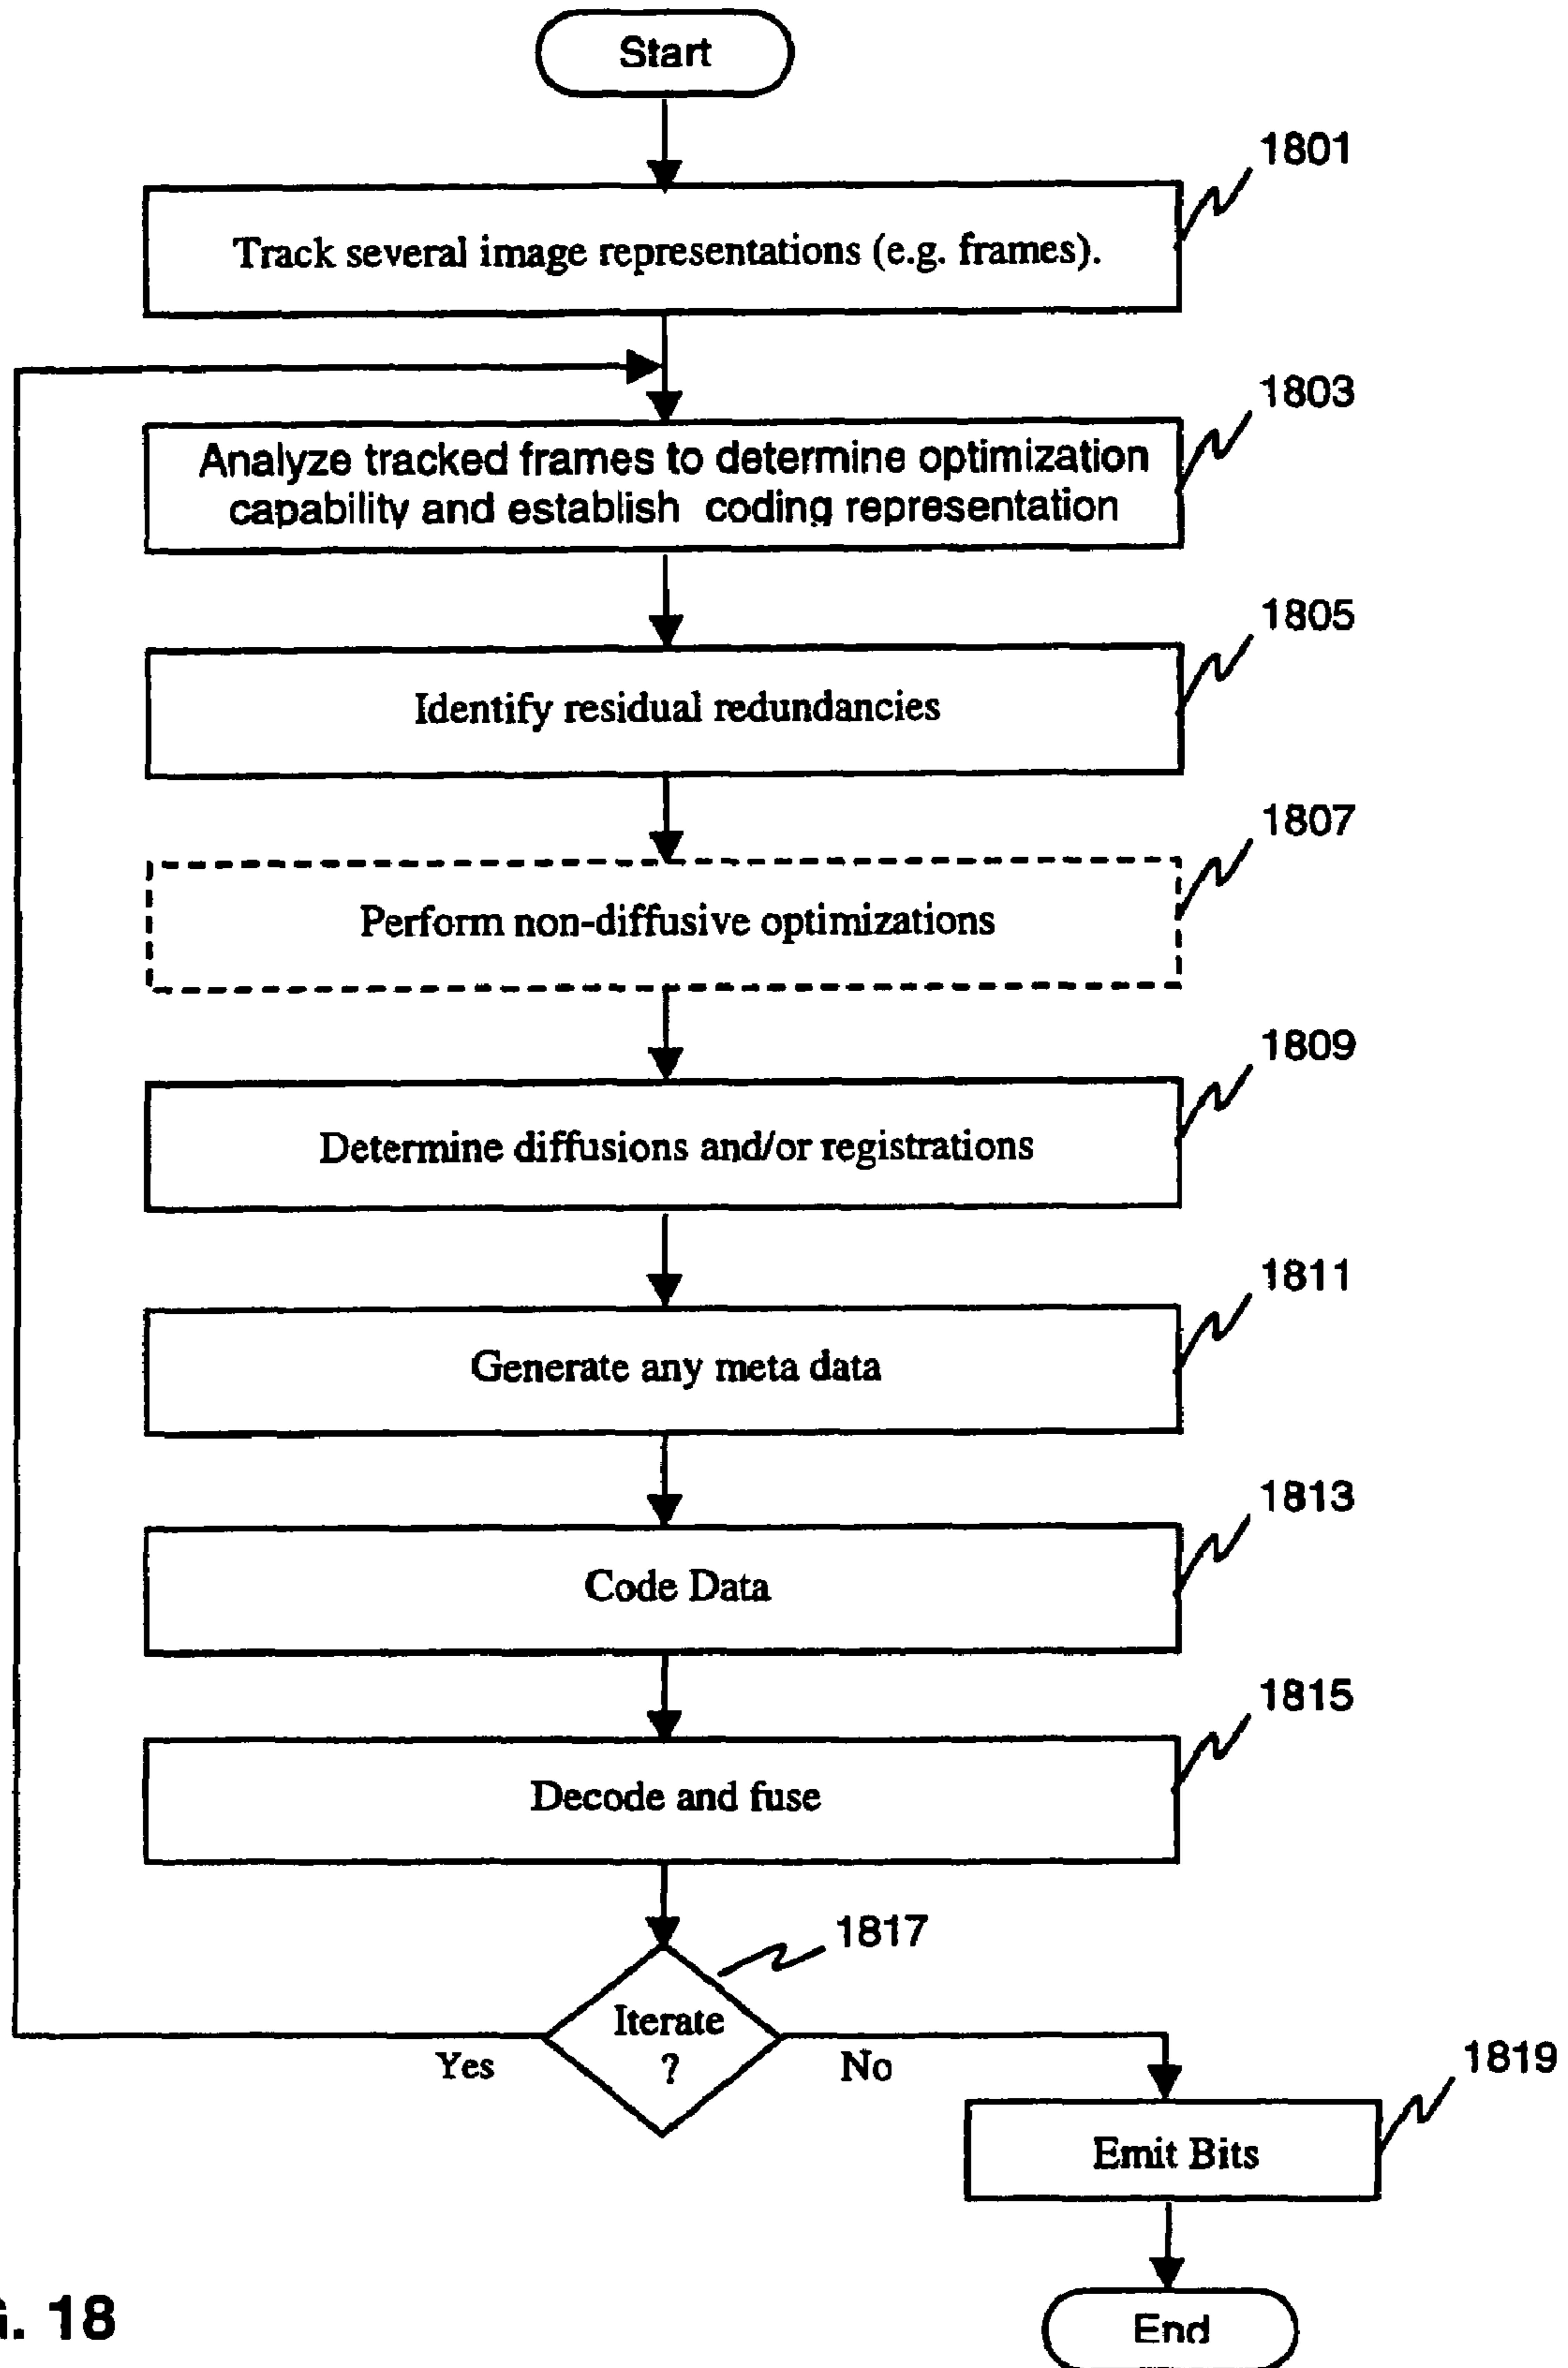 Start
1801
Track several image representations (e.g. frames).
1803
Analyze tracked frames to determine optimization
capability and establish coding representation
1805
Identify residual redundancies
1807
Perform non-diffusive optimizations
1809
Determine diffusions and/or registrations
1811
Generate any meta data
1813
Code Data
1815
Decode and fuse
1817
Iterate
?
Yes
No
1819
Emit Bits
End
. 18